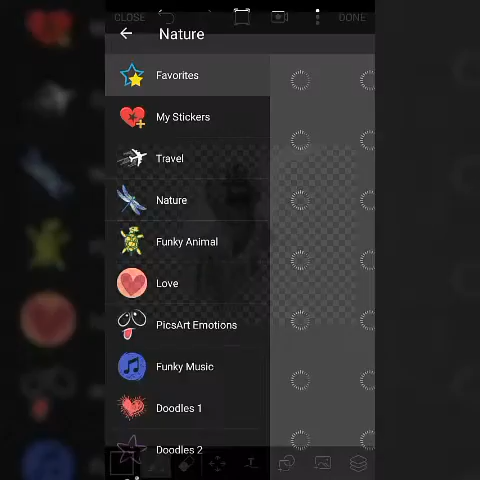 CLOSE DONE
Nature
Favorites
My Stickers
Travel
Nature
Funky Animal
Love
PicsArt Emotions
Funky Music
Doodles 1
Doodles 2